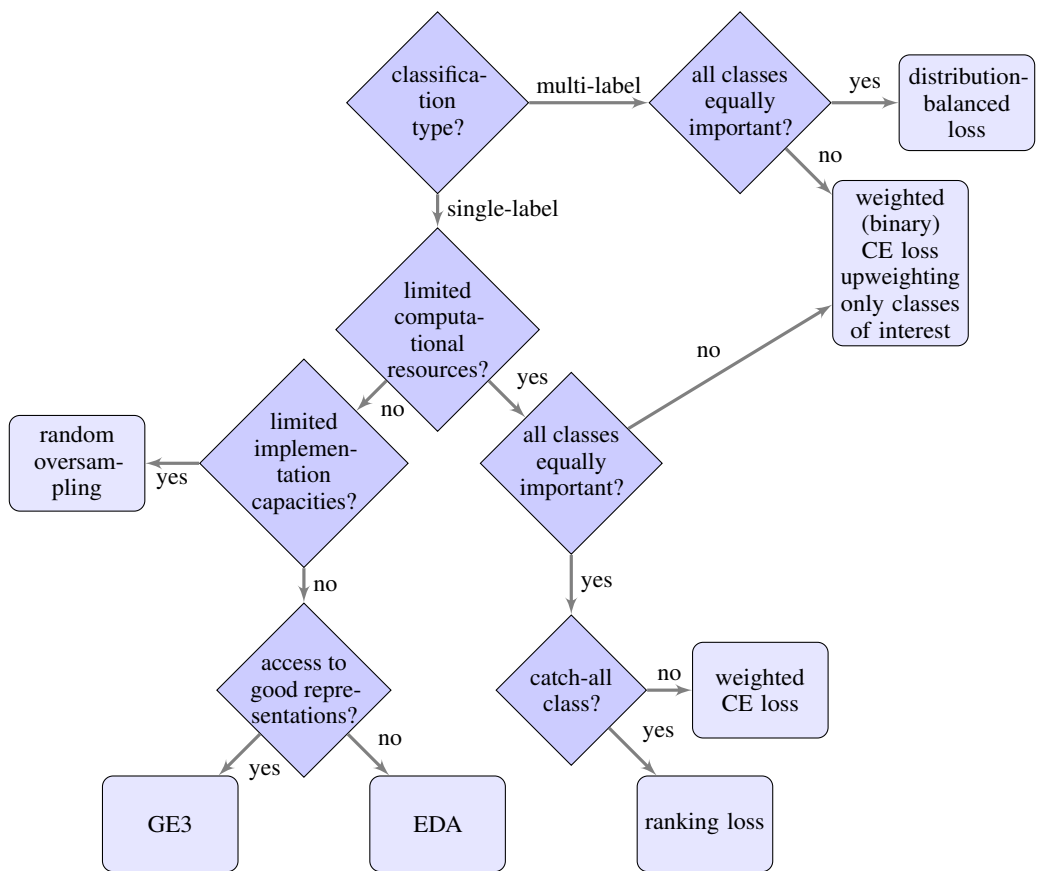 classifica-
tion
type?
multi-label
all classes
equally
important?
yes
distribution-
balanced
loss
no
single-label
weighted
(binary)
CE loss
upweighting
only classes
of interest
limited
computa-
tional
resources?
no
yes
no
limited
implemen-
tation
capacities?
yes
random
oversam-
pling
all classes
equally
important?
no
yes
access to
good repre-
sentations?
yes
no
GE3
EDA
catch-all
class?
no
weighted
CE loss
yes
ranking loss